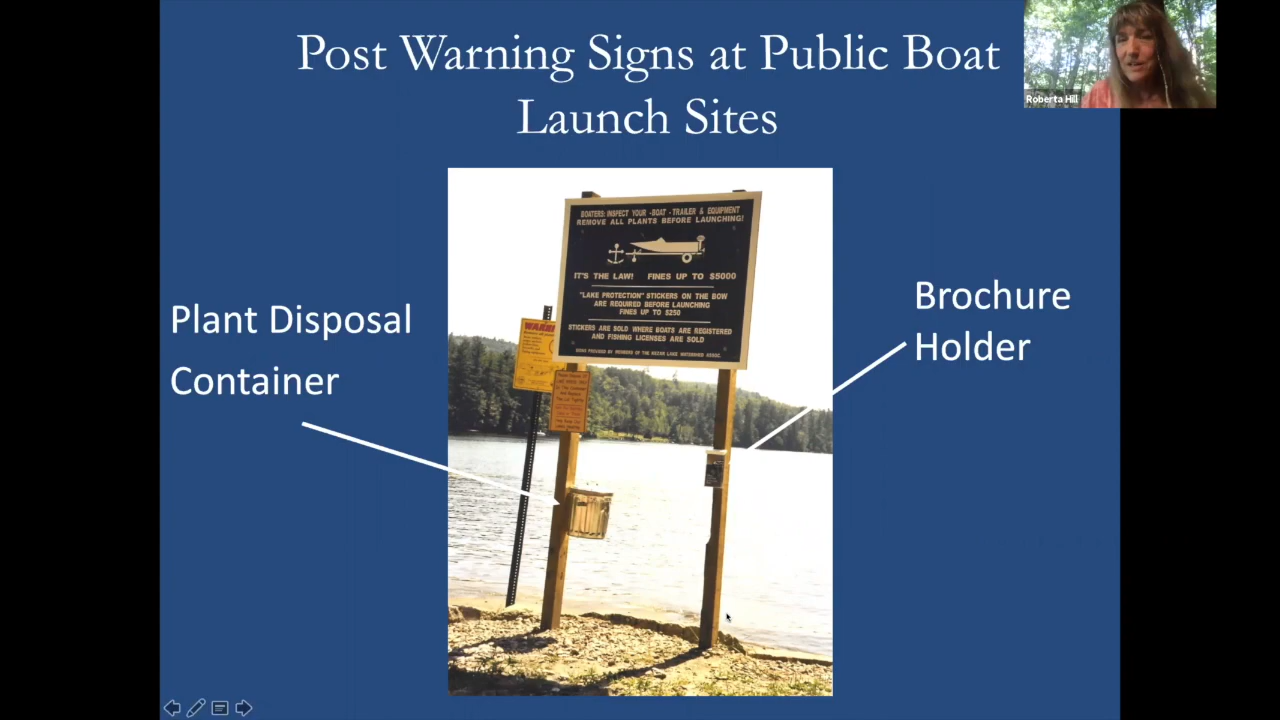 Post Warning Signs at Public Boat
Launch Sites
Roberta Hill
BOATERS: INSPECT YOUR -BOAT - TRAILER & EQUIPMENT
REMOVE ALL PLANTS BEFORE LAUNCHING!
IT'S THE LAW! FINES UP TO $5000
"LAKE PROTECTION" STICKERS ON THE BOW
ARE REQUIRED BEFORE LAUNCHING
FINES UP TO $250
STICKERS ARE SOLD WHERE BOATS ARE REGISTERED
AND FISHING LICENSES ARE SOLD
Plant Disposal
Container
Brochure
Holder